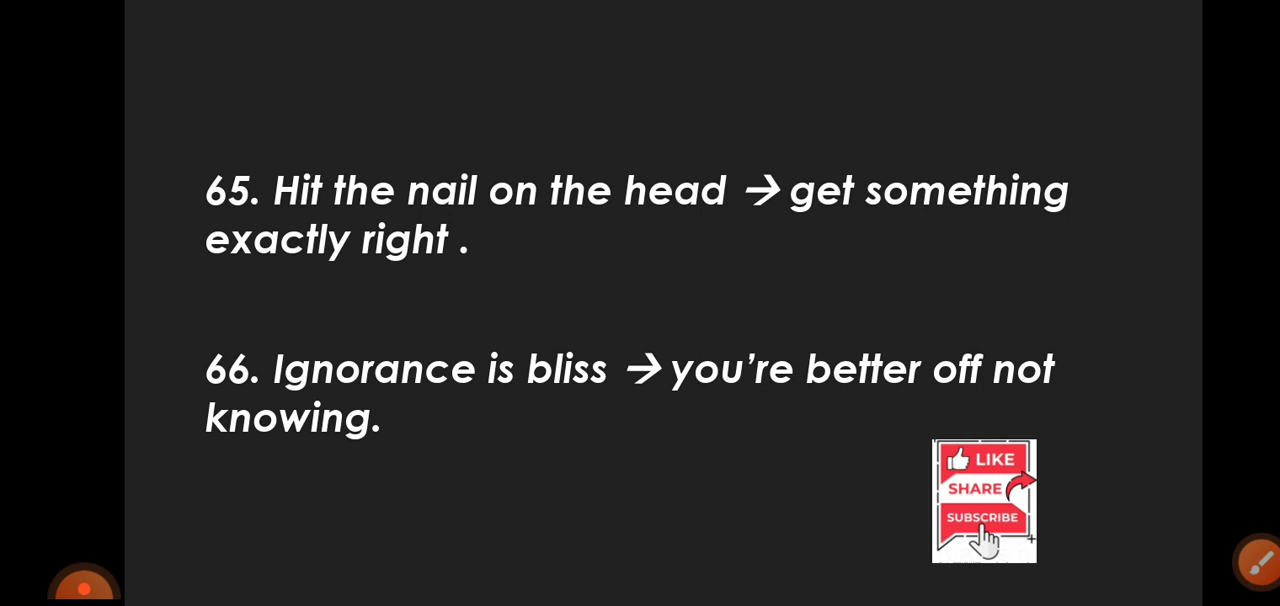 65. Hit the nail on the head → get something
exactly right .
66. Ignorance is bliss → you’re better off not
knowing.
LIKE
SHARE
SUBSCRIBE